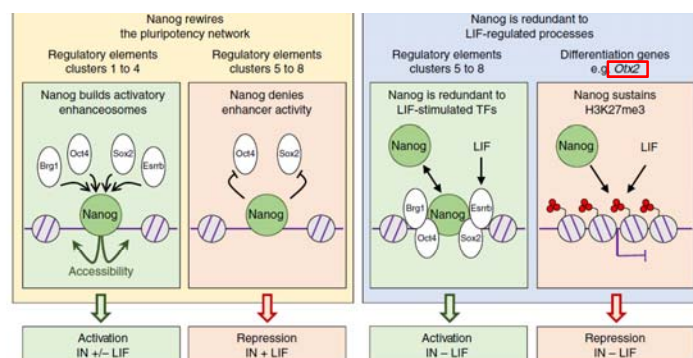 Nanog rewires
the pluripotency network
Regulatory elements
clusters 1 to 4
Nanog builds activatory
enhanceosomes
Brg1
Oct4
Sox2
Esrrb
Nanog
Accessibility
Activation
IN +/– LIF
Regulatory elements
clusters 5 to 8
Nanog denies
enhancer activity
Oct4
Sox2
Nanog
Repression
IN + LIF
Nanog is redundant to
LIF-regulated processes
Regulatory elements
clusters 5 to 8
Nanog is redundant to
LIF-stimulated TFs
Nanog
LIF
Brg1
Nanog
Esrrb
Oct4
Sox2
Activation
IN – LIF
Differentiation genes
e.g. Otx2
Nanog sustains
H3K27me3
Nanog
LIF
Repression
IN – LIF